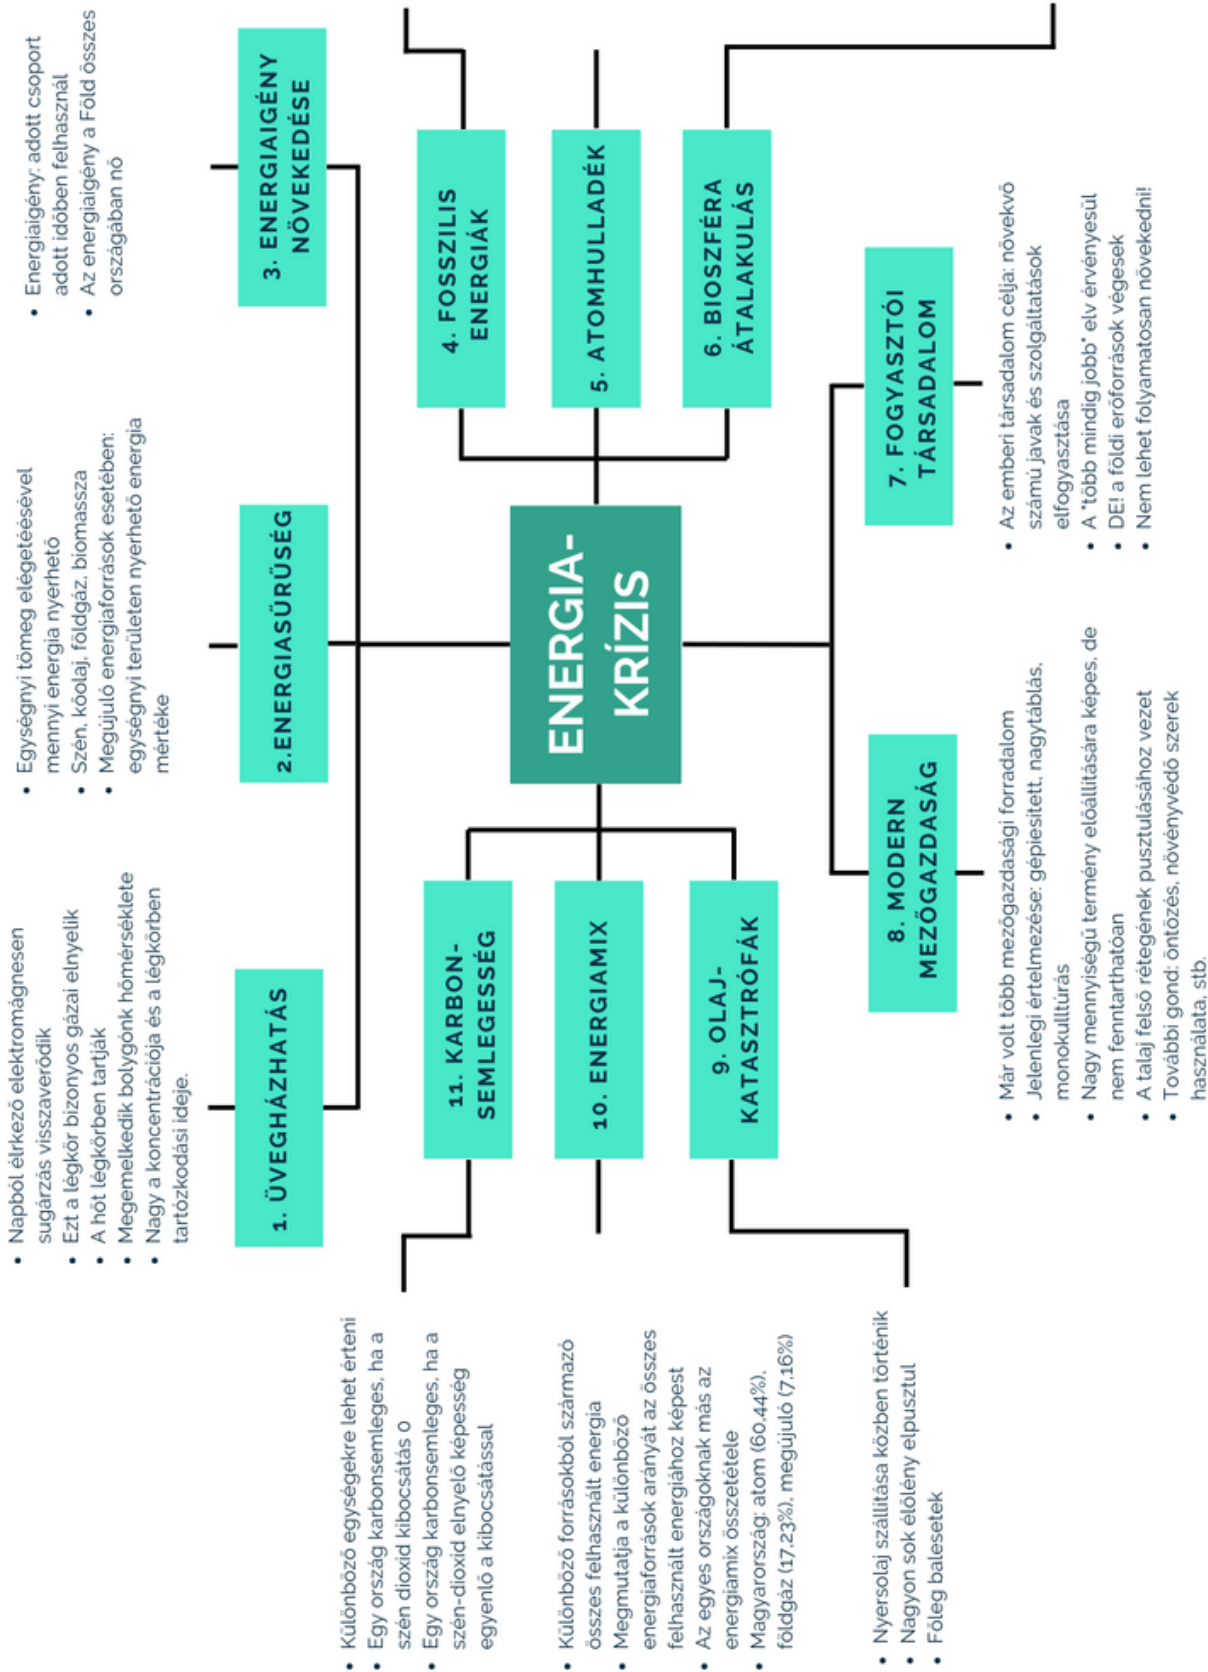 • Napból élrkező elektromágnesen
sugárzás visszaverődik
• Ezt a légkör bizonyos gázai elnyelik
• A hőt légkörben tartják
• Megemelkedik bolygónk hőmérséklete
• Nagy a koncentrációja és a légkörben
tartózkodási ideje.
1. ÜVEGHÁZHATÁS
• Egységnyi tömeg elégetéésével
mennyi energia nyerhető
• Szén, kőolaj, földgáz, biomassza
• Megújuló energiaforrások esetében:
egységnyi területen nyerhető energia
mértéke
2.ENERGIASŰRŰSÉG
• Energiaigény: adott csoport
adott időben felhasznál
• Az energiaigény a Föld összes
országában nő
3. ENERGIAIGÉNY
NÖVEKEDÉSE
ENERGIA-
KRÍZIS
4. FOSSZILIS
ENERGIÁK
5. ATOMHULLADÉK
6. BIOSZFÉRA
ÁTALAKULÁS
7. FOGYASZTÓI
TÁRSADALOM
• Az emberi társadalom célja: növekvő
számú javak és szolgáltatások
elfogyasztása
• A "több mindig jobb" elv érvényesül
• DE! a földi erőforrások végesek
• Nem lehet folyamatosan növekedni!
8. MODERN
MEZŐGAZDASÁG
• Már volt több mezőgazdasági forradalom
• Jelenlegi értelmezése: gépiesített, nagytáblás,
monokulltúrás
• Nagy mennyiségű termény előállítására képes, de
nem fenntarthatóan
• A talaj felső rétegének pusztulásához vezet
• További gond: öntözés, növényvédő szerek
használata, stb.
9. OLAJ-
KATASZTRÓFÁK
• Nyersolaj szállítása közben történik
• Nagyon sok élőlény elpusztul
• Főleg balesetek
10. ENERGIAMIX
• Különböző forrásokból származó
összes felhasznált energia
• Megmutatja a különböző
energiaforrások arányát az összes
felhasznált energiához képest
• Az egyes országoknak más az
energiamix összetétele
• Magyarország: atom (60.44%),
földgáz (17.23%), megújuló (7.16%)
11. KARBON-
SEMLEGESSÉG
• Különböző egységekre lehet érteni
• Egy ország karbonsemleges, ha a
szén dioxid kibocsátás 0
• Egy ország karbonsemleges, ha a
szén-dioxid elnyelő képesség
egyenlő a kibocsátással